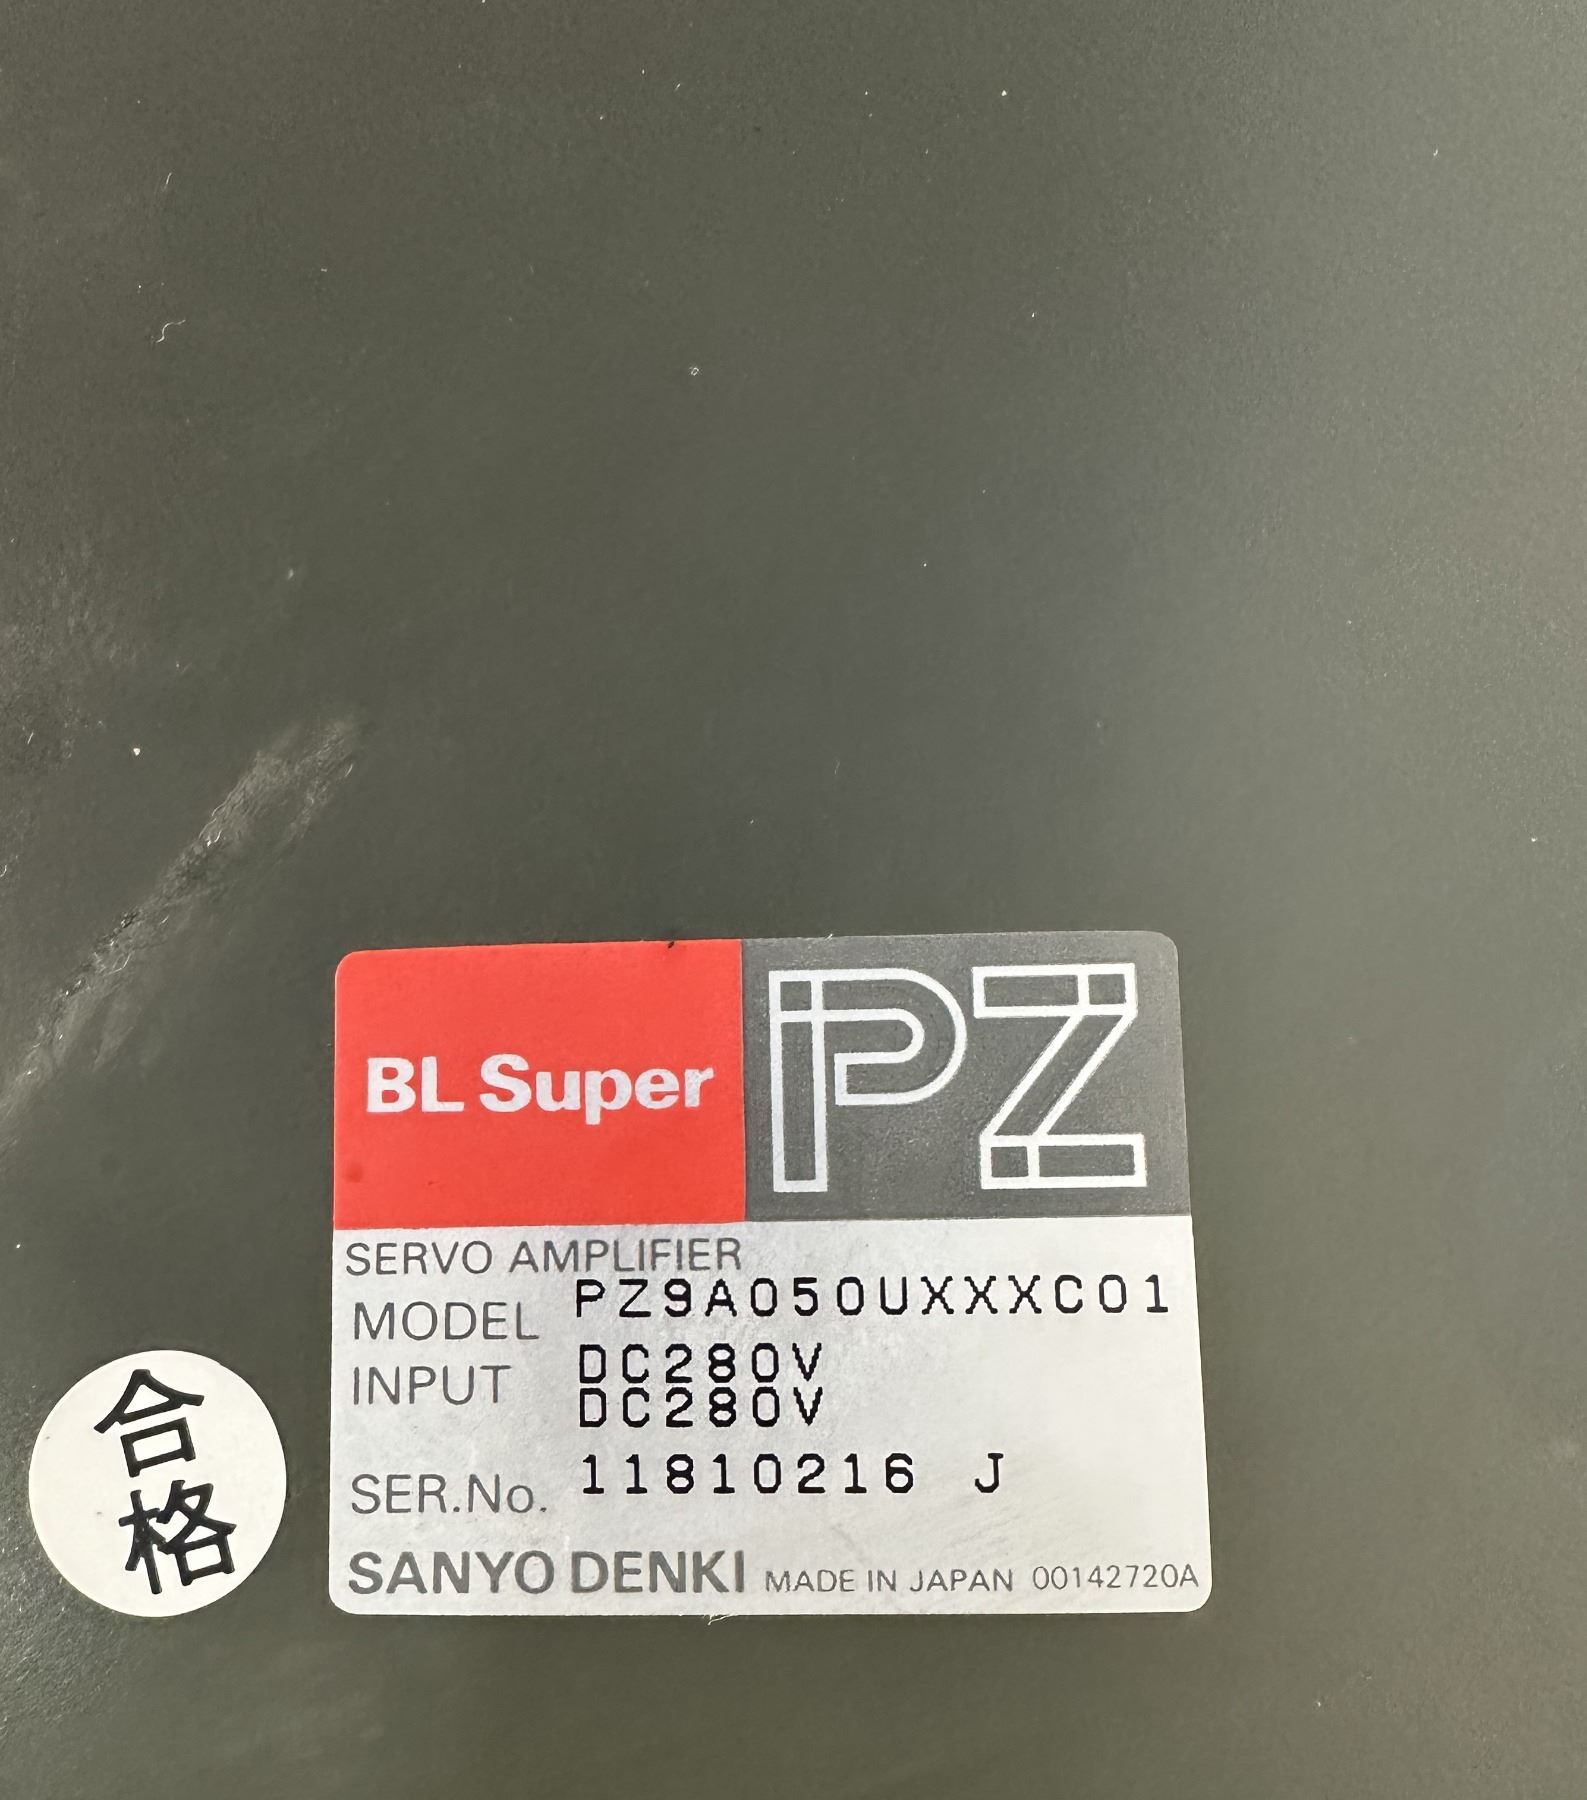 BL Super PZ
SERVO AMPLIFIER
MODEL PZ9A050UXXXC01
INPUT DC280V
DC280V
SER.No. 11810216 J
SANYO DENKI MADE IN JAPAN 00142720A
合
格